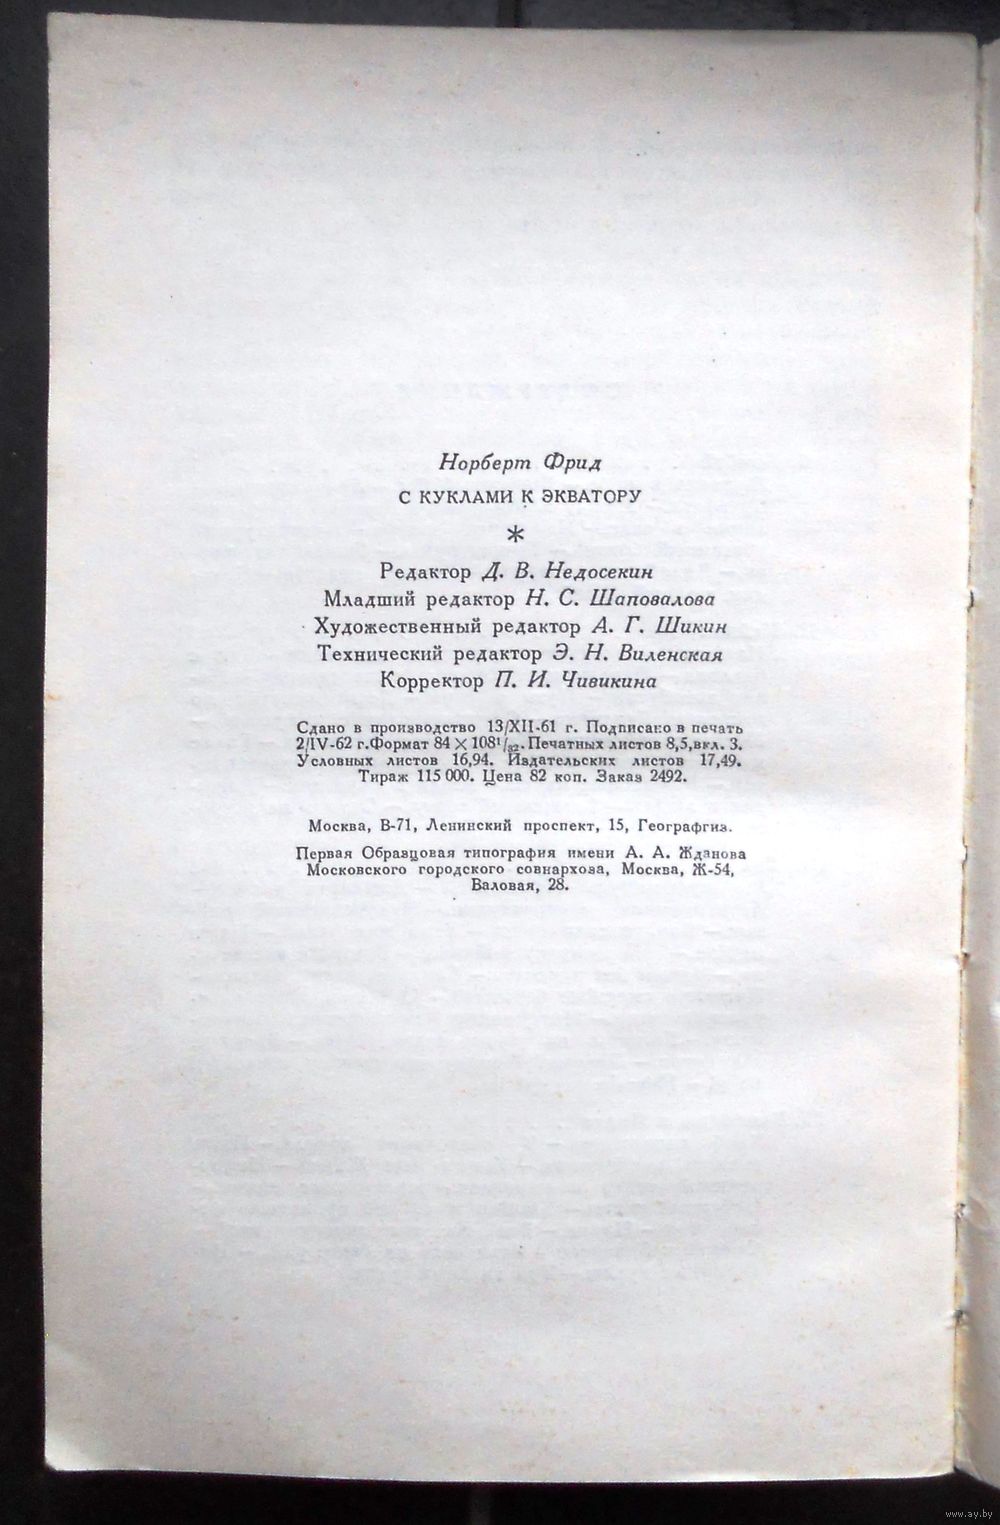 Норберт Фрид
С КУКЛАМИ К ЭКВАТОРУ
*
Редактор Д. В. Недосекин
Младший редактор Н. С. Шаповалова
Художественный редактор А. Г. Шикин
Технический редактор Э. Н. Виленская
Корректор П. И. Чивикина
Сдано в производство 13/XII-61 г. Подписано в печать
2/IV-62 г.Формат 84 × 108¹/₃₂. Печатных листов 8,5,вкл. 3.
Условных листов 16,94. Издательских листов 17,49.
Тираж 115 000. Цена 82 коп. Заказ 2492.
Москва, В-71, Ленинский проспект, 15, Географгиз.
Первая Образцовая типография имени А. А. Жданова
Московского городского совнархоза, Москва, Ж-54,
Валовая, 28.
www.ay.by